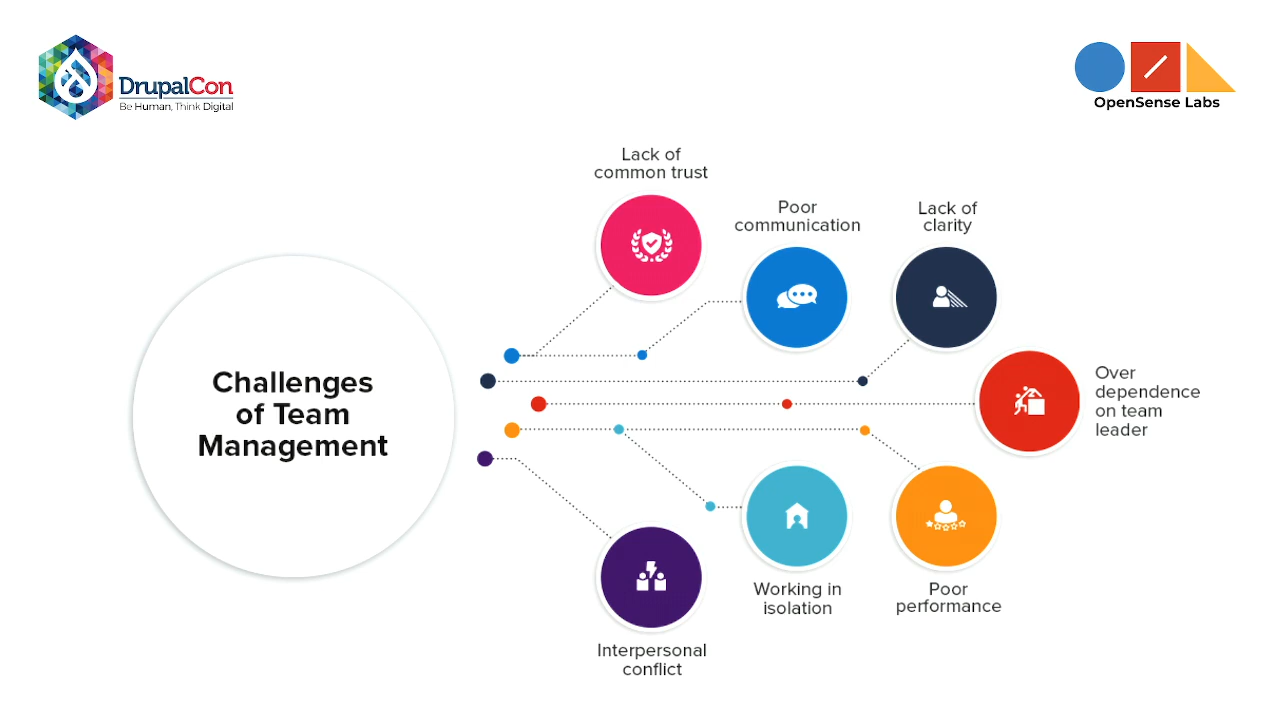 DrupalCon
Be Human, Think Digital
OpenSense Labs
Challenges
of Team
Management
Lack of
common trust
Poor
communication
Lack of
clarity
Over
dependence
on team
leader
Interpersonal
conflict
Working in
isolation
Poor
performance